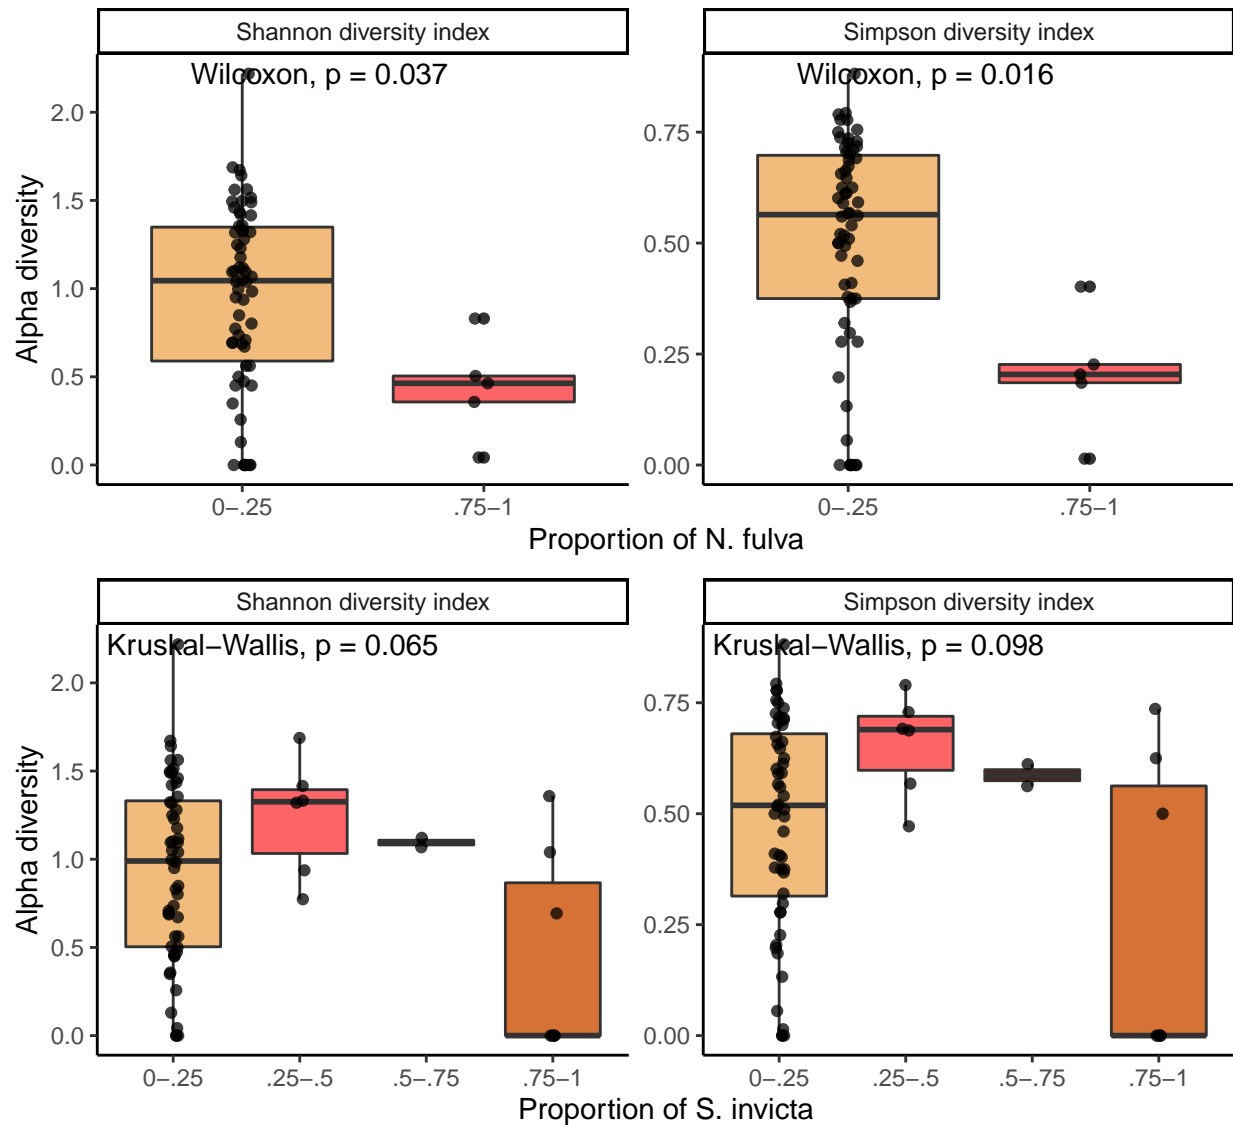 Shannon diversity index
Simpson diversity index
Wilcoxon, p = 0.037
Wilcoxon, p = 0.016
Alpha diversity
2.0
1.5
1.0
0.5
0.0
0.75
0.50
0.25
0.00
0−.25
.75−1
0−.25
.75−1
Proportion of N. fulva
Shannon diversity index
Simpson diversity index
Kruskal−Wallis, p = 0.065
Kruskal−Wallis, p = 0.098
Alpha diversity
2.0
1.5
1.0
0.5
0.0
0.75
0.50
0.25
0.00
0−.25
.25−.5
.5−.75
.75−1
0−.25
.25−.5
.5−.75
.75−1
Proportion of S. invicta